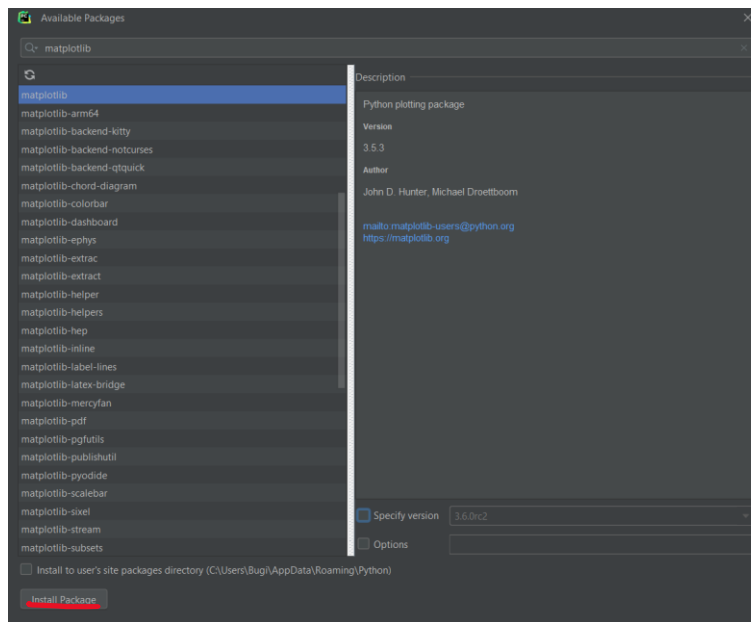 Available Packages
matplotlib
matplotlib
matplotlib-arm64
matplotlib-backend-kitty
matplotlib-backend-notcurses
matplotlib-backend-qtquick
matplotlib-chord-diagram
matplotlib-colorbar
matplotlib-dashboard
matplotlib-ephys
matplotlib-extrac
matplotlib-extract
matplotlib-helper
matplotlib-helpers
matplotlib-hep
matplotlib-inline
matplotlib-label-lines
matplotlib-latex-bridge
matplotlib-mercyfan
matplotlib-pdf
matplotlib-pgfutils
matplotlib-publishutil
matplotlib-pyodide
matplotlib-scalebar
matplotlib-sixel
matplotlib-stream
matplotlib-subsets
Description
Python plotting package
Version
3.5.3
Author
John D. Hunter, Michael Droettboom
mailto:matplotlib-users@python.org
https://matplotlib.org
Specify version 3.6.0rc2
Options
Install to user's site packages directory (C:\Users\Bugi\AppData\Roaming\Python)
Install Package